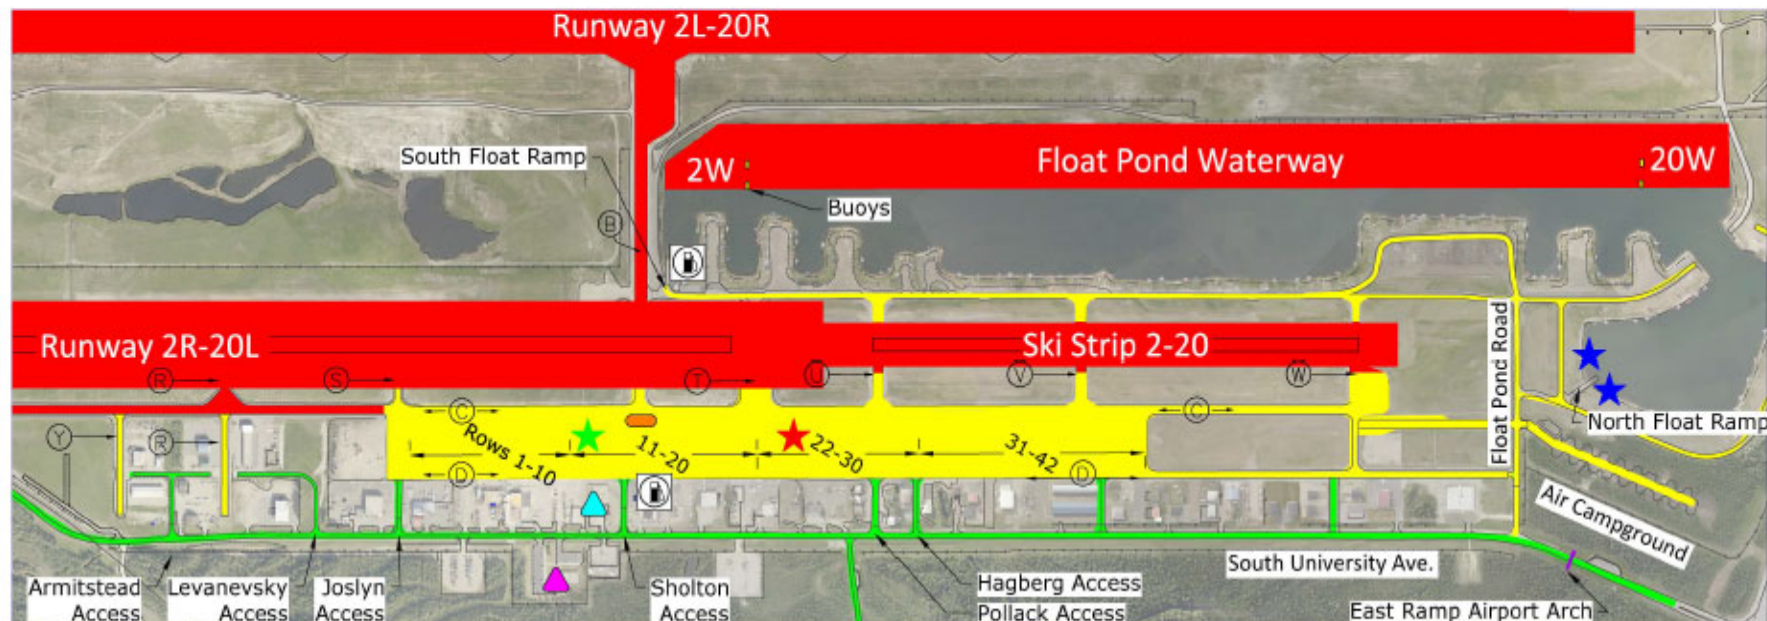 Runway 2L-20R
South Float Ramp
2W
Float Pond Waterway
20W
Buoys
B
Runway 2R-20L
Ski Strip 2-20
R
S
T
U
V
W
C
C
Y
R
Rows 1-10
11-20
22-30
31-42
D
D
Float Pond Road
North Float Ramp
Air Campground
South University Ave.
Armitstead
Access
Levanevsky
Access
Joslyn
Access
Sholton
Access
Hagberg Access
Pollack Access
East Ramp Airport Arch